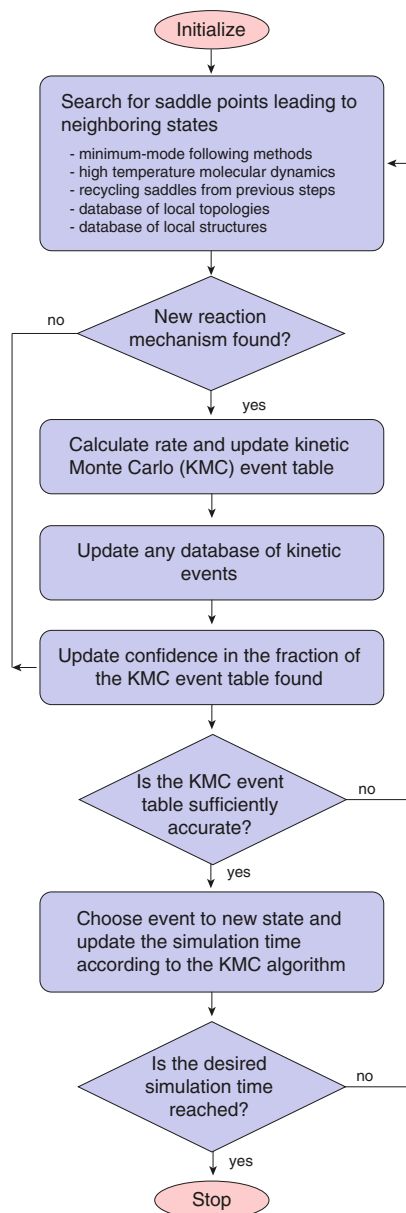 Initialize
Search for saddle points leading to
neighboring states
- minimum-mode following methods
- high temperature molecular dynamics
- recycling saddles from previous steps
- database of local topologies
- database of local structures
no
New reaction
mechanism found?
yes
Calculate rate and update kinetic
Monte Carlo (KMC) event table
Update any database of kinetic
events
Update confidence in the fraction of
the KMC event table found
Is the KMC event
table sufficiently
accurate?
no
yes
Choose event to new state and
update the simulation time
according to the KMC algorithm
Is the desired
simulation time
reached?
no
yes
Stop